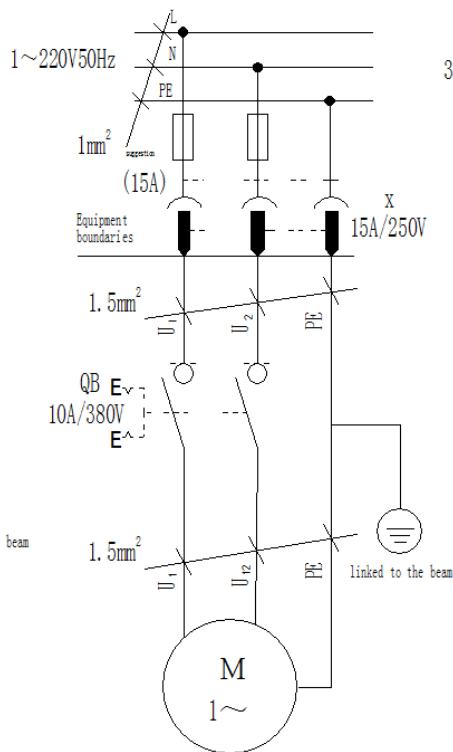 L
1～220V50Hz
N
3
PE
1mm²
suggestion
(15A)
X
15A/250V
Equipment
boundaries
1.5mm²
U₁
U₂
PE
QB
E
10A/380V
E
beam
1.5mm²
U₁
U₁₂
PE
linked to the beam
M
1～